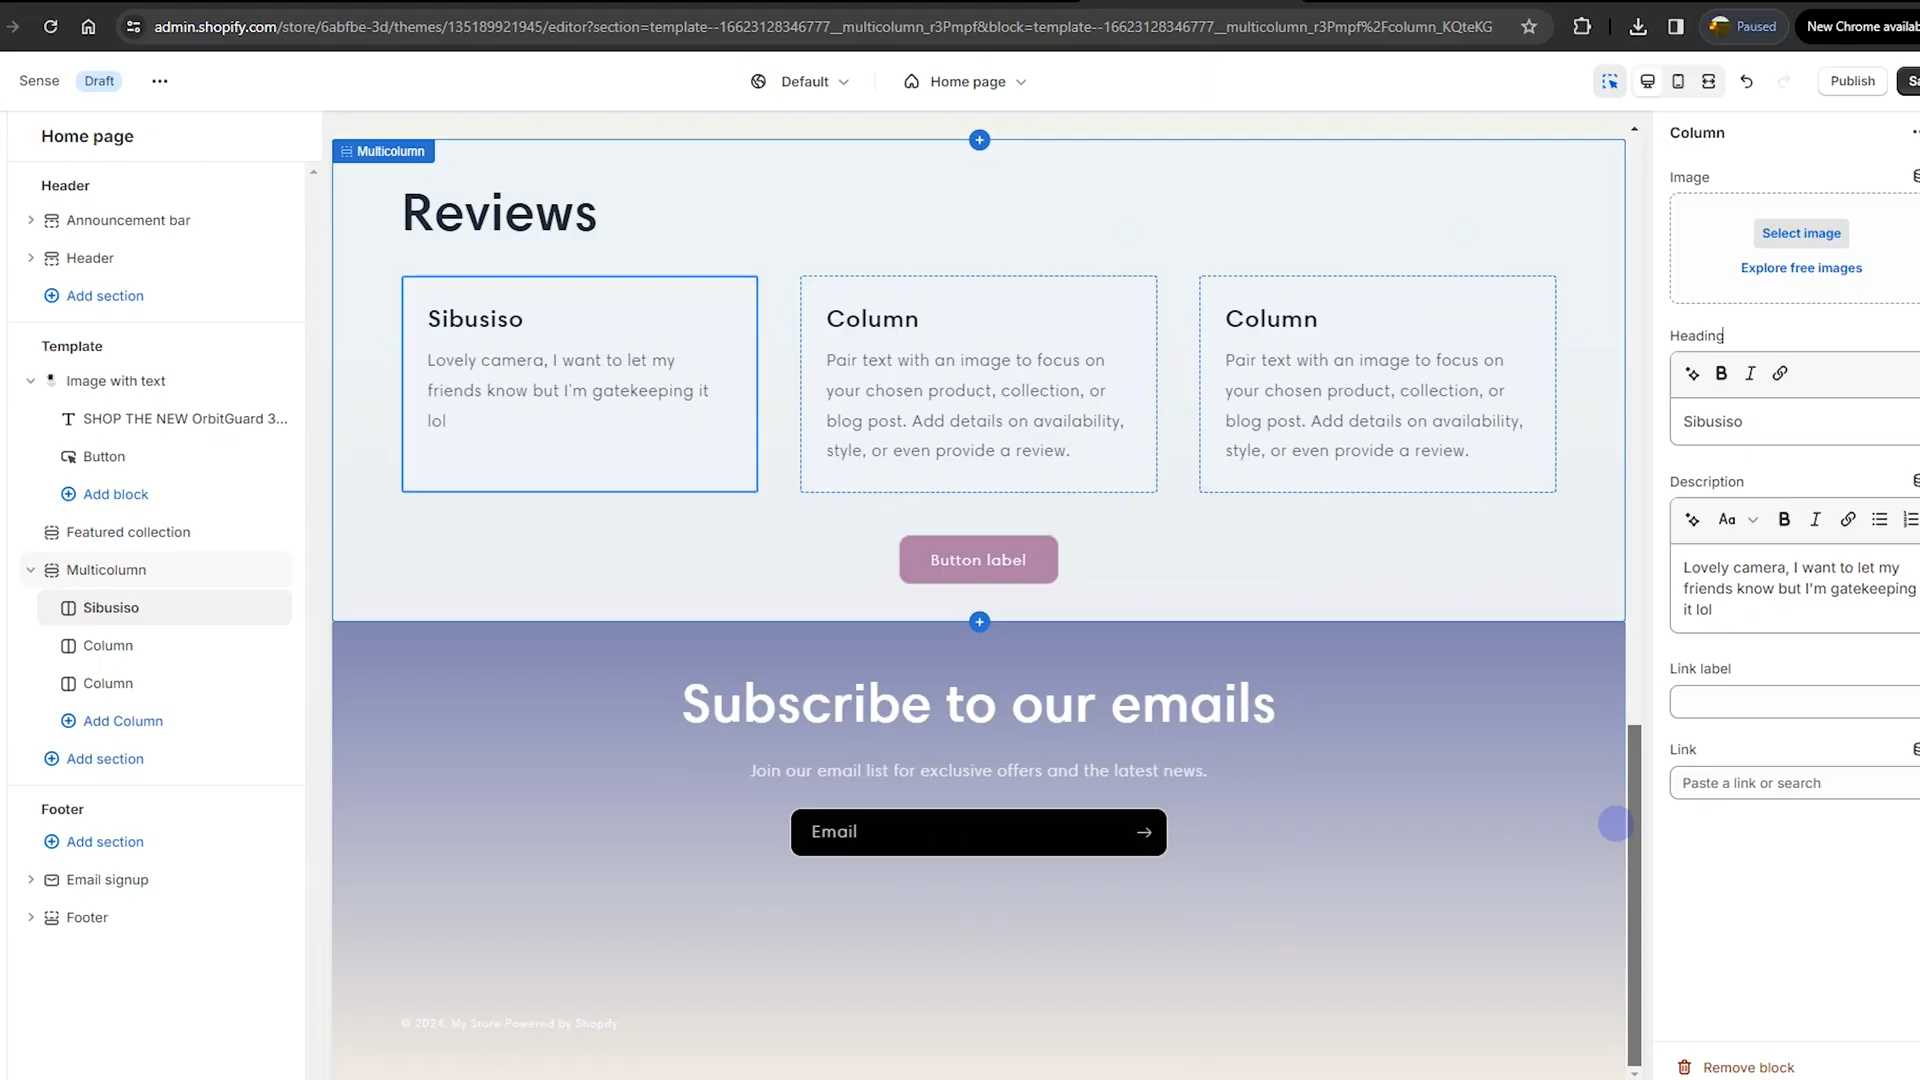 admin.shopify.com/store/6abfbe-3d/themes/135189921945/editor?section=template--16623128346777__multicolumn_r3Pmpf&block=template--16623128346777__multicolumn_r3Pmpf%2Fcolumn_KQteKG
Paused
New Chrome availab
Sense
Draft
Default
Home page
Publish
Sa
Home page
Header
Announcement bar
Header
Add section
Template
Image with text
SHOP THE NEW OrbitGuard 3...
Button
Add block
Featured collection
Multicolumn
Sibusiso
Column
Column
Add Column
Add section
Footer
Add section
Email signup
Footer
Multicolumn
Reviews
Sibusiso
Lovely camera, I want to let my
friends know but I'm gatekeeping it
lol
Column
Pair text with an image to focus on
your chosen product, collection, or
blog post. Add details on availability,
style, or even provide a review.
Column
Pair text with an image to focus on
your chosen product, collection, or
blog post. Add details on availability,
style, or even provide a review.
Button label
Subscribe to our emails
Join our email list for exclusive offers and the latest news.
Email
© 2024, My Store Powered by Shopify
Column
Image
Select image
Explore free images
Heading
B I
Sibusiso
Description
Aa B I
Lovely camera, I want to let my
friends know but I'm gatekeeping
it lol
Link label
Link
Paste a link or search
Remove block